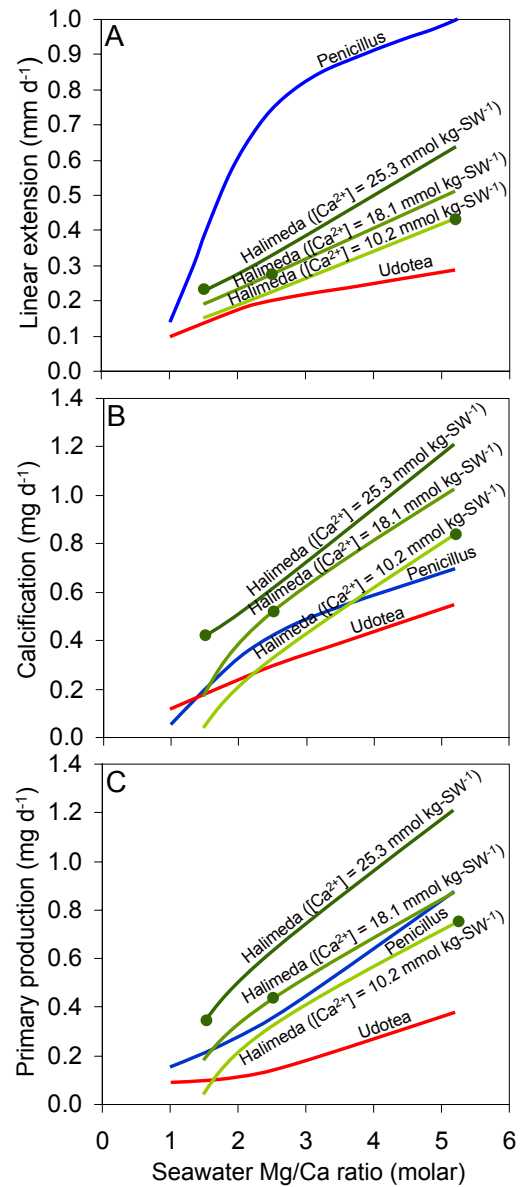 A
Linear extension (mm d-1)
1.0
0.9
0.8
0.7
0.6
0.5
0.4
0.3
0.2
0.1
0.0
Penicillus
Halimeda ([Ca²⁺] = 25.3 mmol kg-SW⁻¹)
Halimeda ([Ca²⁺] = 18.1 mmol kg-SW⁻¹)
Halimeda ([Ca²⁺] = 10.2 mmol kg-SW⁻¹)
Udotea
B
Calcification (mg d-1)
1.4
1.2
1.0
0.8
0.6
0.4
0.2
0.0
Halimeda ([Ca²⁺] = 25.3 mmol kg-SW⁻¹)
Halimeda ([Ca²⁺] = 18.1 mmol kg-SW⁻¹)
Halimeda ([Ca²⁺] = 10.2 mmol kg-SW⁻¹)
Penicillus
Udotea
C
Primary production (mg d-1)
1.4
1.2
1.0
0.8
0.6
0.4
0.2
0.0
Halimeda ([Ca²⁺] = 25.3 mmol kg-SW⁻¹)
Halimeda ([Ca²⁺] = 18.1 mmol kg-SW⁻¹)
Penicillus
Halimeda ([Ca²⁺] = 10.2 mmol kg-SW⁻¹)
Udotea
0 1 2 3 4 5 6
Seawater Mg/Ca ratio (molar)